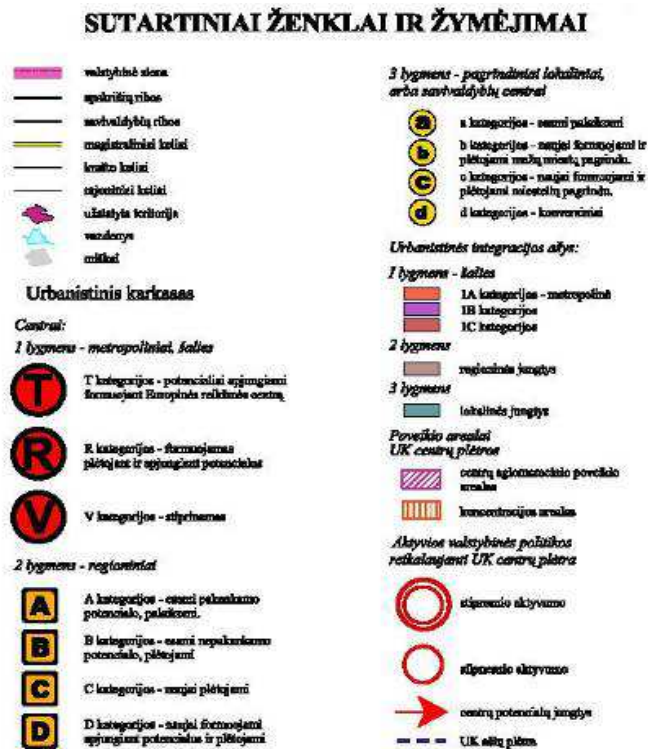 SUTARTINIAI ŽENKLAI IR ŽYMĖJIMAI
valstybinė siena
apskričių ribos
savivaldybių ribos
magistraliniai keliai
krašto keliai
rajoniniai keliai
užstatyta teritorija
vandenys
miškai
Urbanistinis karkasas
Centrai:
1 lygmens - metropoliniai, šalies
T
T kategorijos - potencialiai apjungiami
formuojant Europinės reikšmės centrą
R
R kategorijos - formuojamas
plėtojant ir apjungiant potencialus
V
V kategorijos - stiprinamas
2 lygmens - regioniniai
A
A kategorijos - esami pakankamo
potencialo, palaikomi.
B
B kategorijos - esami nepakankamo
potencialo, plėtojami
C
C kategorijos - naujai plėtojami
D
D kategorijos - naujai formuojami
apjungiant potencialus ir plėtojami
3 lygmens - pagrindiniai lokaliniai,
arba savivaldybių centrai
a
a kategorijos - esami palaikomi
b
b kategorijos - naujai formuojami ir
plėtojami mažų miestų pagrindu.
c
c kategorijos - naujai formuojami ir
plėtojami miestelių pagrindu.
d
d kategorijos - konversiniai
Urbanistinės integracijos ašys:
1 lygmens - šalies
1A kategorijos - metropolinė
1B kategorijos
1C kategorijos
2 lygmens
regioninės jungtys
3 lygmens
lokalinės jungtys
Poveikio arealai
UK centrų plėtros
centrų aglomeracinio poveikio
arealas
koncentracijos arealas
Aktyvios valstybinės politikos
reikalaujanti UK centrų plėtra
stipresnio aktyvumo
silpnesnio aktyvumo
centrų potencialų jungtys
UK ašių plėtra